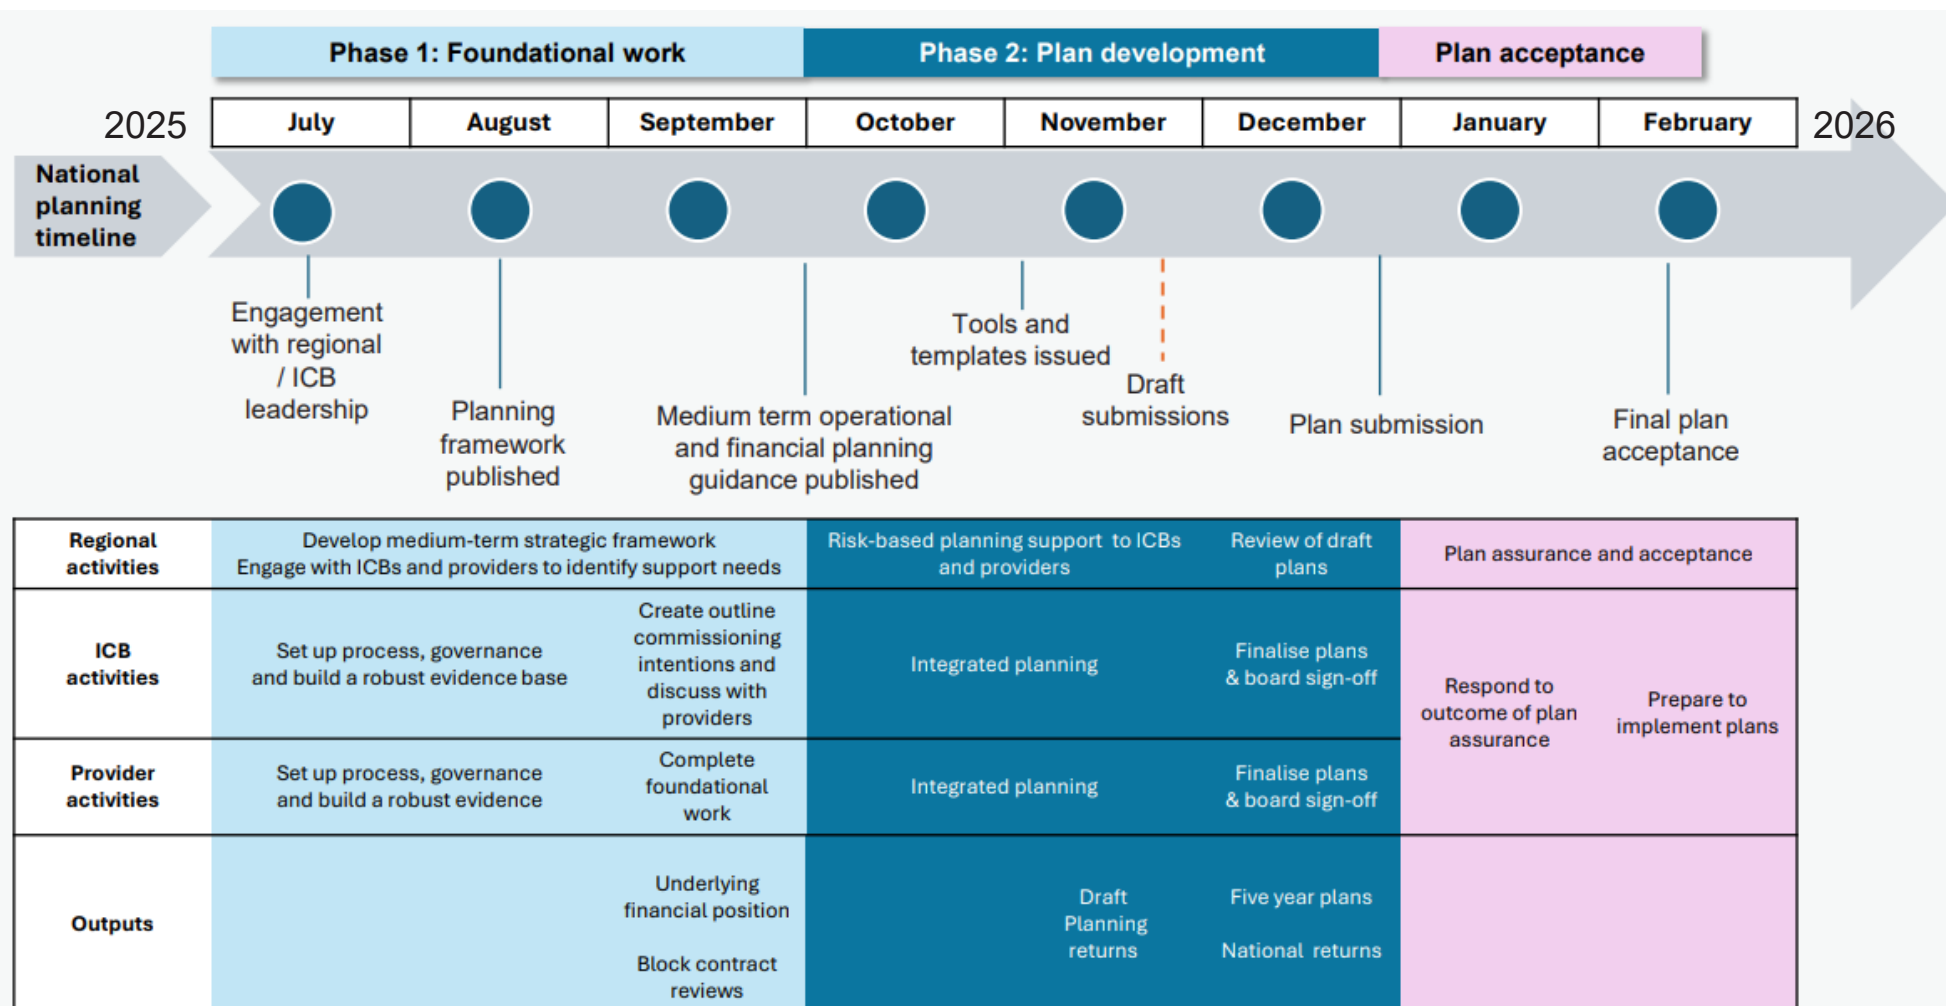 Phase 1: Foundational work
Phase 2: Plan development
Plan acceptance
2025
July
August
September
October
November
December
January
February
2026
National
planning
timeline
Engagement
with regional
/ ICB
leadership
Planning
framework
published
Medium term operational
and financial planning
guidance published
Tools and
templates issued
Draft
submissions
Plan submission
Final plan
acceptance
Regional
activities
Develop medium-term strategic framework
Engage with ICBs and providers to identify support needs
Risk-based planning support to ICBs
and providers
Review of draft
plans
Plan assurance and acceptance
ICB
activities
Set up process, governance
and build a robust evidence base
Create outline
commissioning
intentions and
discuss with
providers
Integrated planning
Finalise plans
& board sign-off
Respond to
outcome of plan
assurance
Prepare to
implement plans
Provider
activities
Set up process, governance
and build a robust evidence
Complete
foundational
work
Integrated planning
Finalise plans
& board sign-off
Outputs
Underlying
financial position
Block contract
reviews
Draft
Planning
returns
Five year plans
National returns